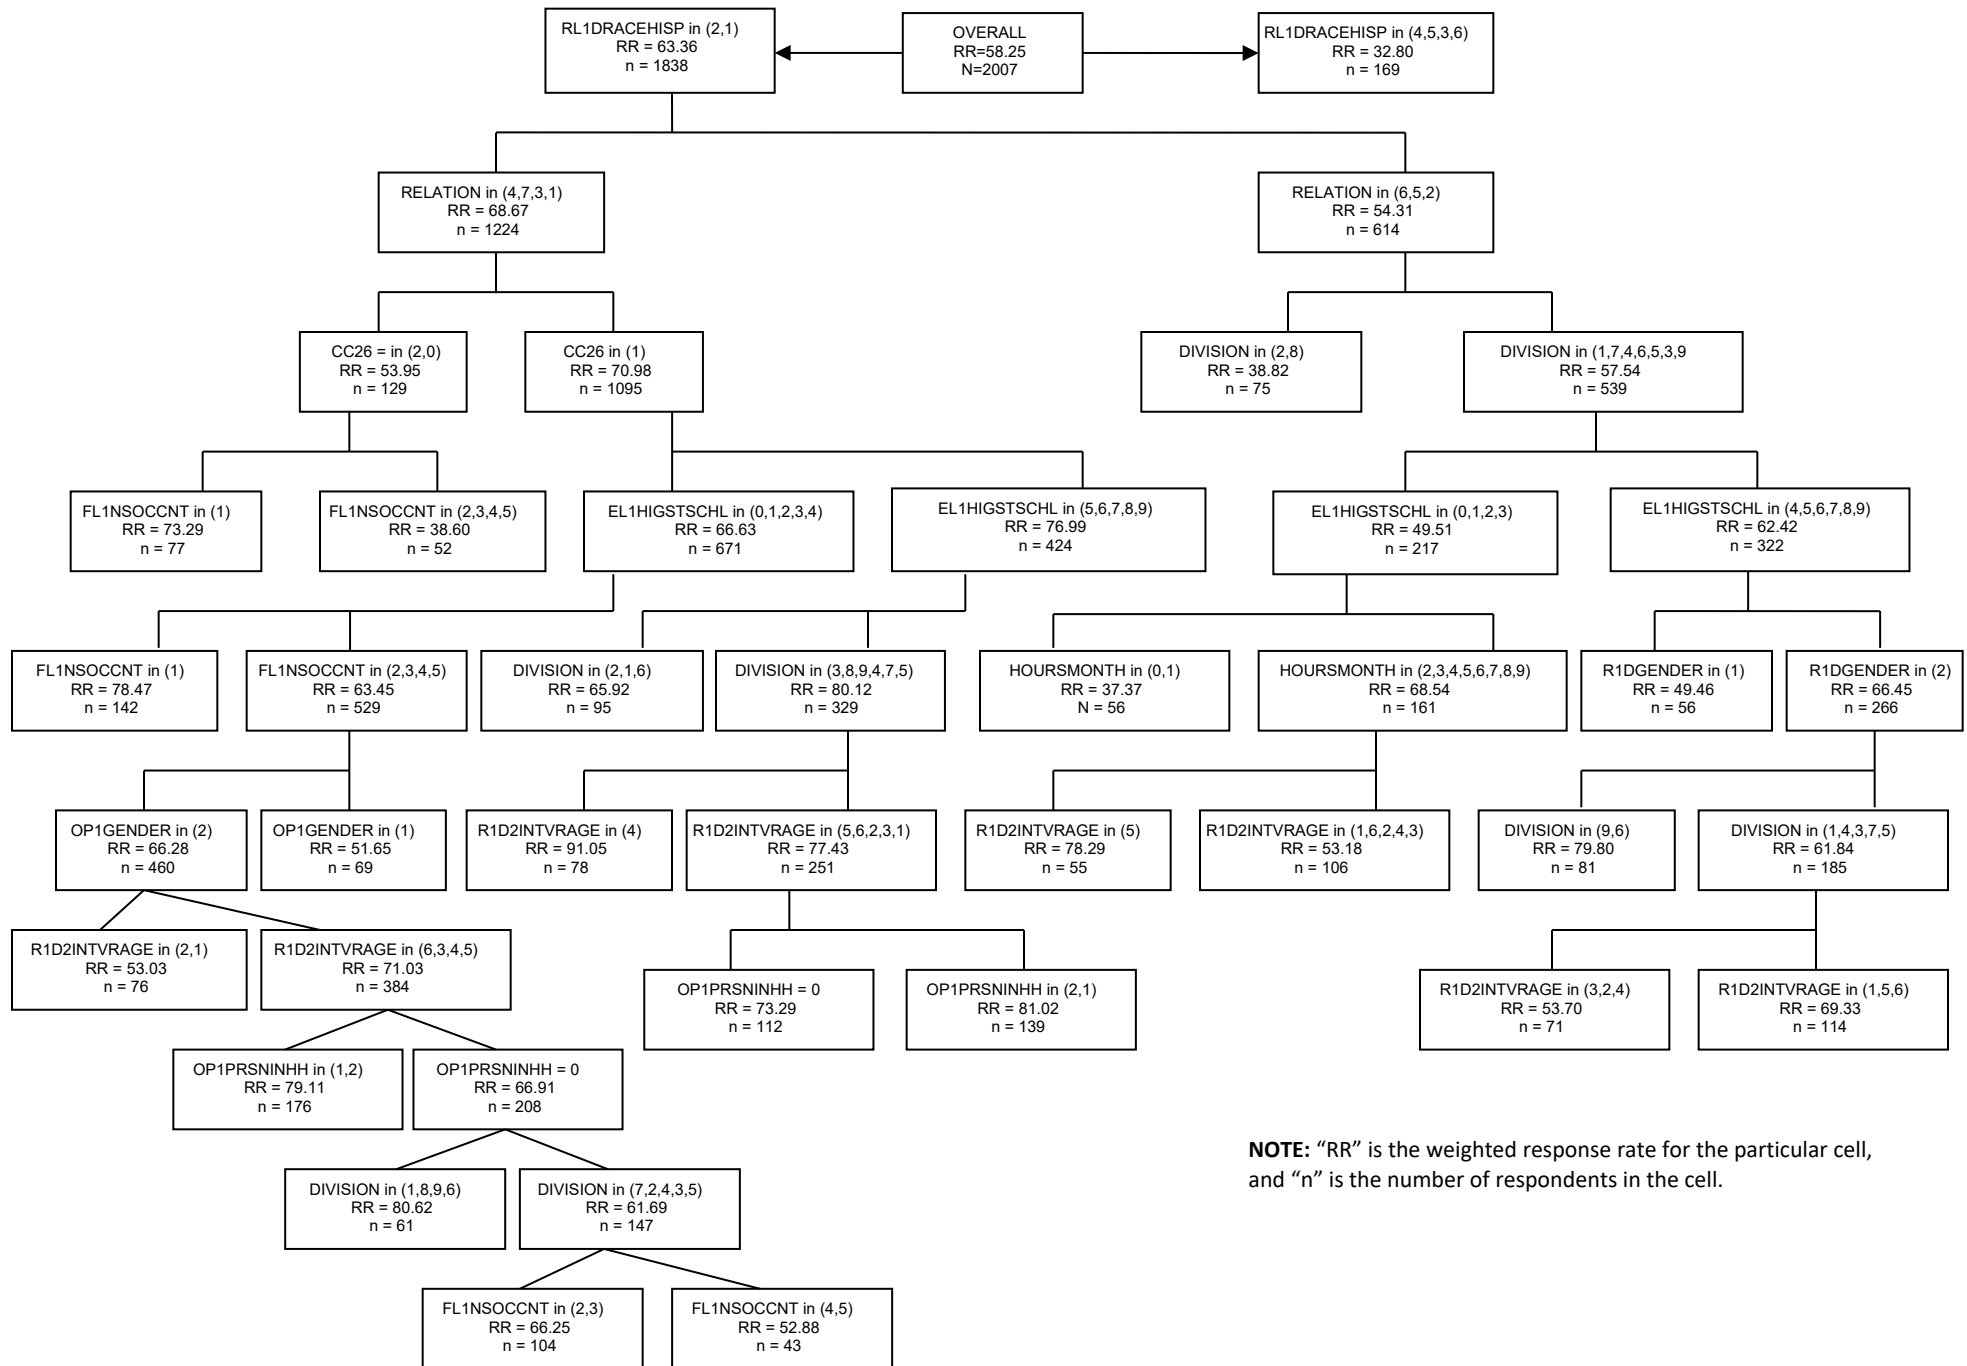 RL1DRACEHISP in (2,1)
RR = 63.36
n = 1838
OVERALL
RR=58.25
N=2007
RL1DRACEHISP in (4,5,3,6)
RR = 32.80
n = 169
RELATION in (4,7,3,1)
RR = 68.67
n = 1224
RELATION in (6,5,2)
RR = 54.31
n = 614
CC26 = in (2,0)
RR = 53.95
n = 129
CC26 in (1)
RR = 70.98
n = 1095
DIVISION in (2,8)
RR = 38.82
n = 75
DIVISION in (1,7,4,6,5,3,9
RR = 57.54
n = 539
FL1NSOCCNT in (1)
RR = 73.29
n = 77
FL1NSOCCNT in (2,3,4,5)
RR = 38.60
n = 52
EL1HIGSTSCHL in (0,1,2,3,4)
RR = 66.63
n = 671
EL1HIGSTSCHL in (5,6,7,8,9)
RR = 76.99
n = 424
EL1HIGSTSCHL in (0,1,2,3)
RR = 49.51
n = 217
EL1HIGSTSCHL in (4,5,6,7,8,9)
RR = 62.42
n = 322
FL1NSOCCNT in (1)
RR = 78.47
n = 142
FL1NSOCCNT in (2,3,4,5)
RR = 63.45
n = 529
DIVISION in (2,1,6)
RR = 65.92
n = 95
DIVISION in (3,8,9,4,7,5)
RR = 80.12
n = 329
HOURSMONTH in (0,1)
RR = 37.37
N = 56
HOURSMONTH in (2,3,4,5,6,7,8,9)
RR = 68.54
n = 161
R1DGENDER in (1)
RR = 49.46
n = 56
R1DGENDER in (2)
RR = 66.45
n = 266
OP1GENDER in (2)
RR = 66.28
n = 460
OP1GENDER in (1)
RR = 51.65
n = 69
R1D2INTVRAGE in (4)
RR = 91.05
n = 78
R1D2INTVRAGE in (5,6,2,3,1)
RR = 77.43
n = 251
R1D2INTVRAGE in (5)
RR = 78.29
n = 55
R1D2INTVRAGE in (1,6,2,4,3)
RR = 53.18
n = 106
DIVISION in (9,6)
RR = 79.80
n = 81
DIVISION in (1,4,3,7,5)
RR = 61.84
n = 185
R1D2INTVRAGE in (2,1)
RR = 53.03
n = 76
R1D2INTVRAGE in (6,3,4,5)
RR = 71.03
n = 384
OP1PRSNINHH = 0
RR = 73.29
n = 112
OP1PRSNINHH in (2,1)
RR = 81.02
n = 139
R1D2INTVRAGE in (3,2,4)
RR = 53.70
n = 71
R1D2INTVRAGE in (1,5,6)
RR = 69.33
n = 114
OP1PRSNINHH in (1,2)
RR = 79.11
n = 176
OP1PRSNINHH = 0
RR = 66.91
n = 208
NOTE: “RR” is the weighted response rate for the particular cell,
and “n” is the number of respondents in the cell.
DIVISION in (1,8,9,6)
RR = 80.62
n = 61
DIVISION in (7,2,4,3,5)
RR = 61.69
n = 147
FL1NSOCCNT in (2,3)
RR = 66.25
n = 104
FL1NSOCCNT in (4,5)
RR = 52.88
n = 43